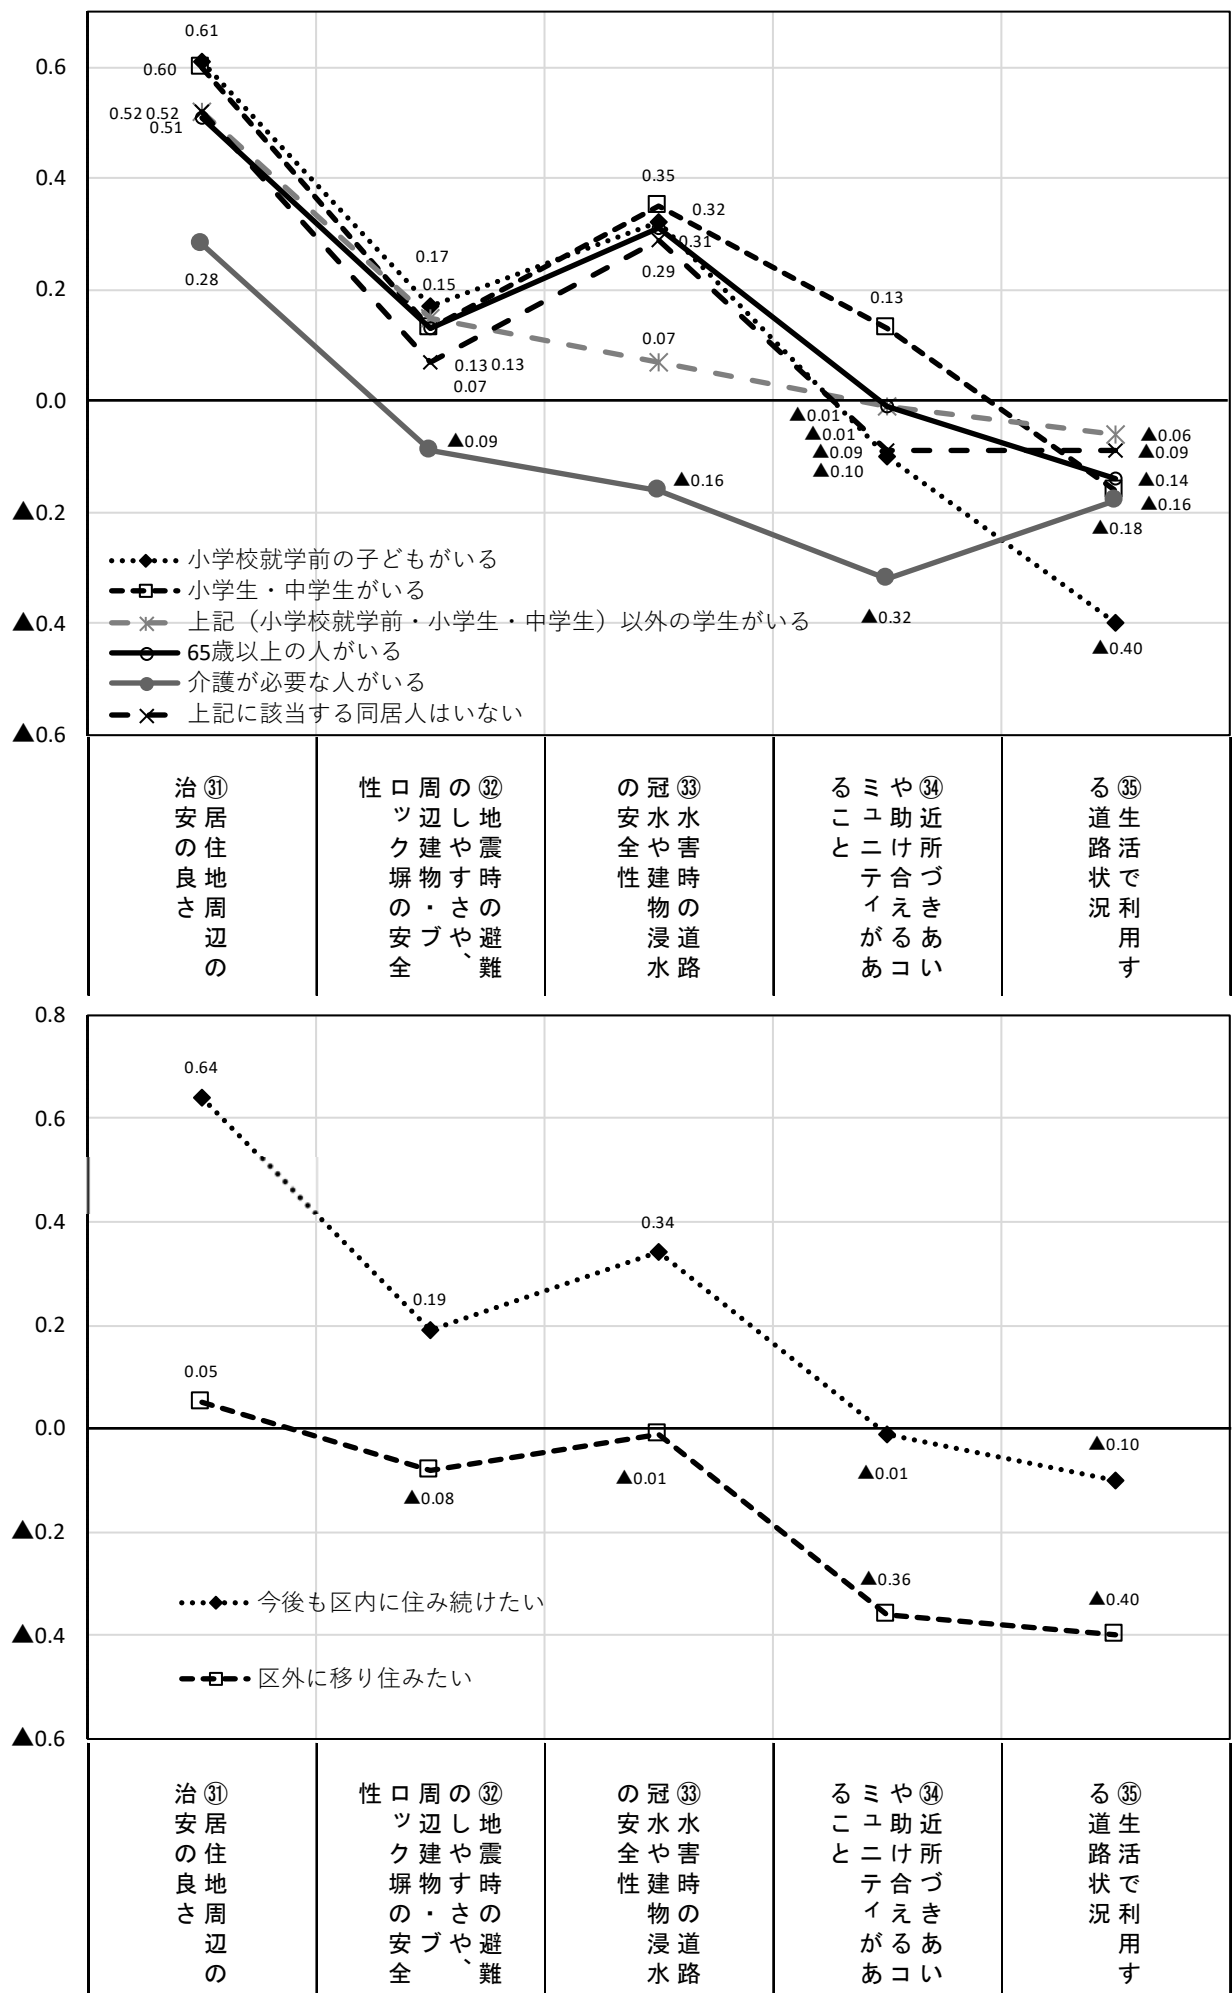 0.61
0.6
0.60
0.52 0.52
0.51
0.4
0.35
0.32
0.31
0.29
0.28
0.17
0.15
0.2
0.13
0.07
0.13 0.13
0.07
0.0
▲0.01
▲0.01
▲0.09
▲0.10
▲0.06
▲0.09
▲0.14
▲0.16
▲0.18
▲0.09
▲0.16
▲0.2
小学校就学前の子どもがいる
小学生・中学生がいる
上記（小学校就学前・小学生・中学生）以外の学生がいる
▲0.4
▲0.32
▲0.40
65歳以上の人がいる
介護が必要な人がいる
上記に該当する同居人はいない
▲0.6
㉛居住地周辺の
治安の良さ
㉜地震時の避難
のしやすさや、
周辺建物・ブ
ロック塀の安全
性
㉝水害時の道路
冠水や建物浸水
の安全性
㉞近所づきあい
や助け合えるコ
ミュニティがあ
ること
㉟生活で利用す
る道路状況
0.8
0.64
0.6
0.4
0.34
0.19
0.2
0.05
0.0
▲0.08
▲0.01
▲0.01
▲0.10
▲0.2
▲0.36
▲0.40
今後も区内に住み続けたい
▲0.4
区外に移り住みたい
▲0.6
㉛居住地周辺の
治安の良さ
㉜地震時の避難
のしやすさや、
周辺建物・ブ
ロック塀の安全
性
㉝水害時の道路
冠水や建物浸水
の安全性
㉞近所づきあい
や助け合えるコ
ミュニティがあ
ること
㉟生活で利用す
る道路状況